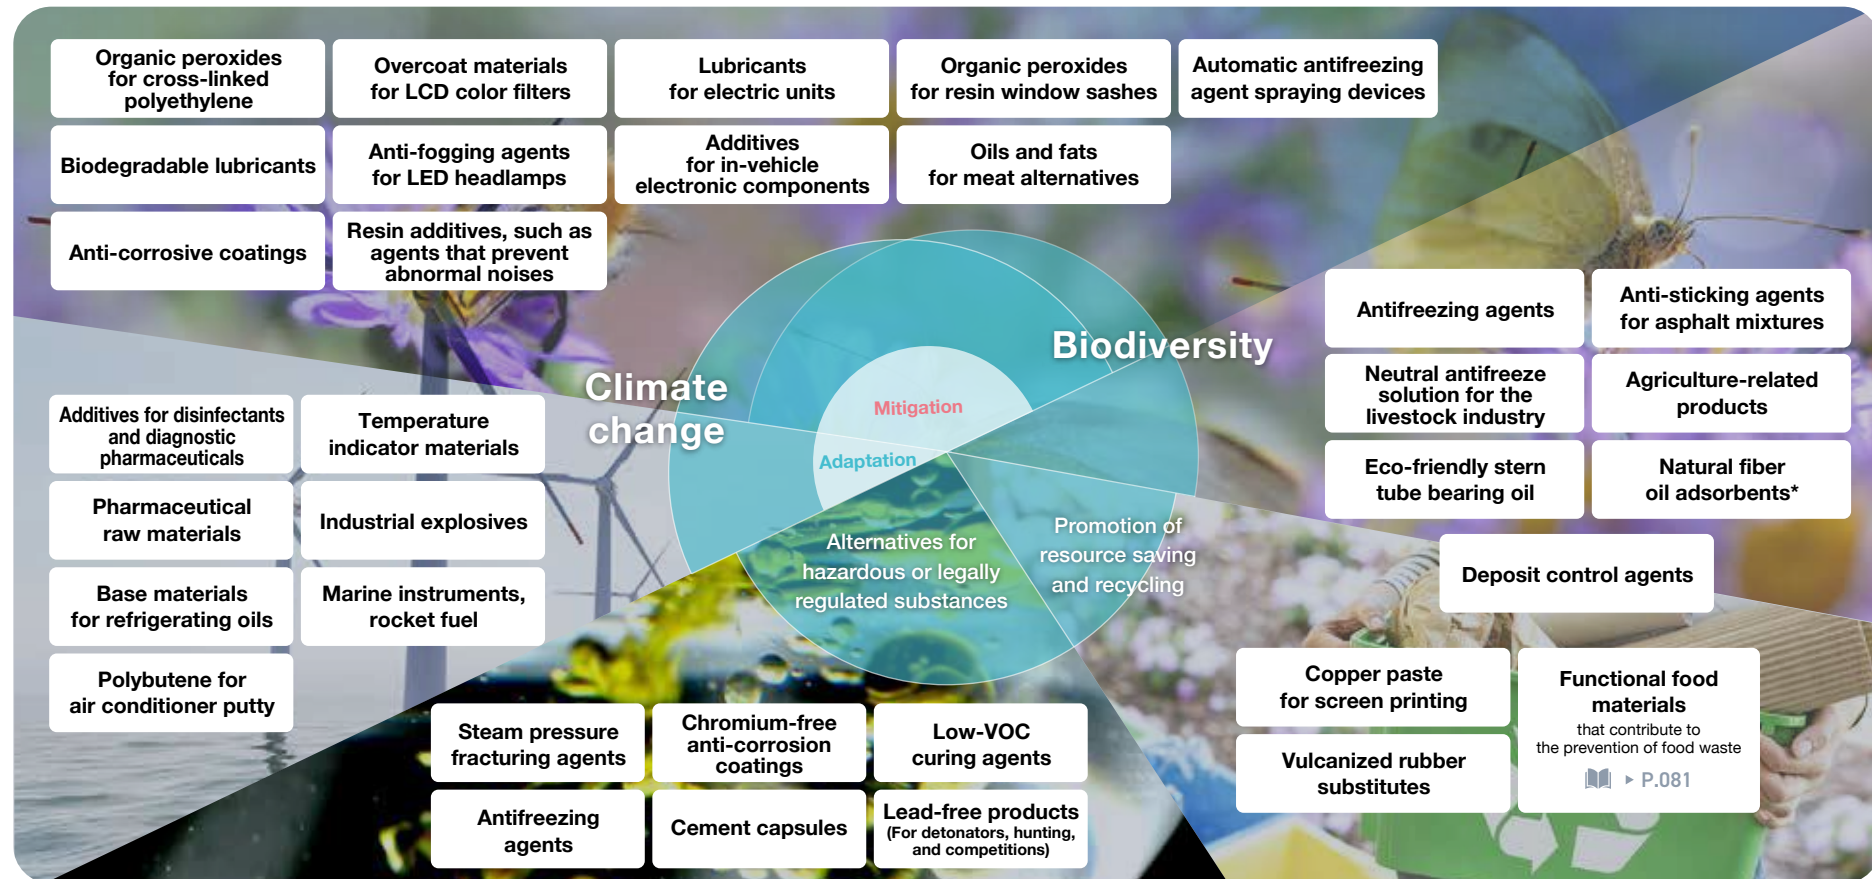 Organic peroxides
for cross-linked
polyethylene
Overcoat materials
for LCD color filters
Lubricants
for electric units
Organic peroxides
for resin window sashes
Automatic antifreezing
agent spraying devices
Biodegradable lubricants
Anti-fogging agents
for LED headlamps
Additives
for in-vehicle
electronic components
Oils and fats
for meat alternatives
Anti-corrosive coatings
Resin additives, such as
agents that prevent
abnormal noises
Climate
change
Biodiversity
Mitigation
Adaptation
Antifreezing agents
Anti-sticking agents
for asphalt mixtures
Neutral antifreeze
solution for the
livestock industry
Agriculture-related
products
Eco-friendly stern
tube bearing oil
Natural fiber
oil adsorbents*
Additives for disinfectants
and diagnostic
pharmaceuticals
Temperature
indicator materials
Pharmaceutical
raw materials
Industrial explosives
Base materials
for refrigerating oils
Marine instruments,
rocket fuel
Polybutene for
air conditioner putty
Alternatives for
hazardous or legally
regulated substances
Promotion of
resource saving
and recycling
Deposit control agents
Copper paste
for screen printing
Functional food
materials
that contribute to
the prevention of food waste
▸ P.081
Vulcanized rubber
substitutes
Steam pressure
fracturing agents
Chromium-free
anti-corrosion
coatings
Low-VOC
curing agents
Antifreezing
agents
Cement capsules
Lead-free products
(For detonators, hunting,
and competitions)